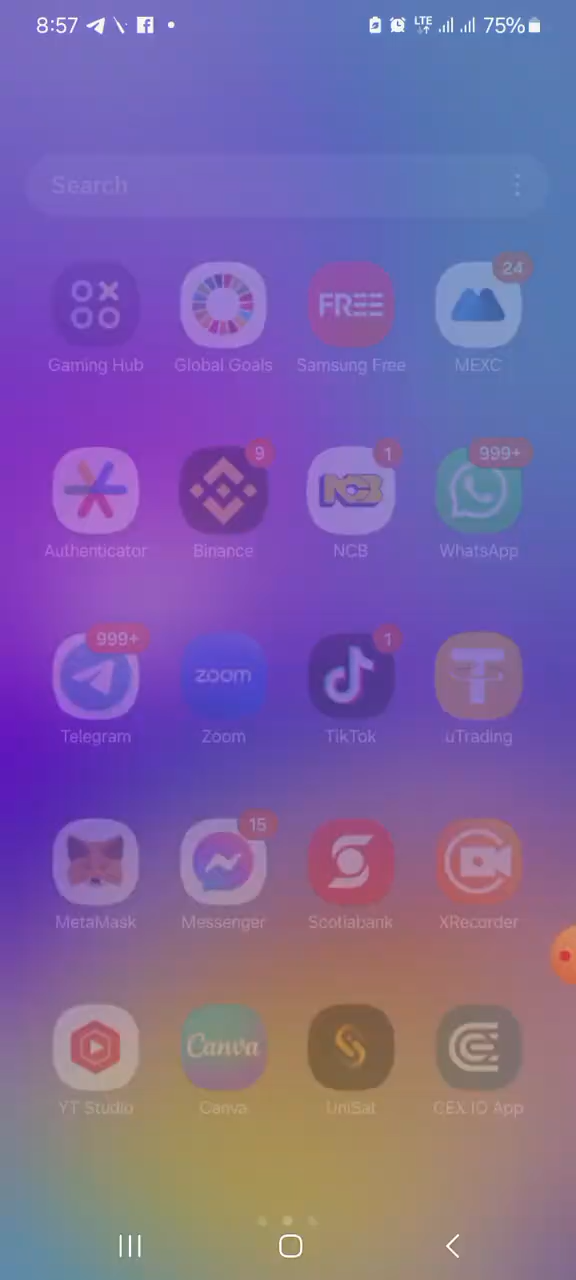 8:57 LTE 75%
Search
24
FREE
Gaming Hub Global Goals Samsung Free MEXC
9 1 999+
NCB
Authenticator Binance NCB WhatsApp
999+ 1
zoom
Telegram Zoom TikTok uTrading
15
MetaMask Messenger Scotiabank XRecorder
Canva
YT Studio Canva UniSat CEX.IO App